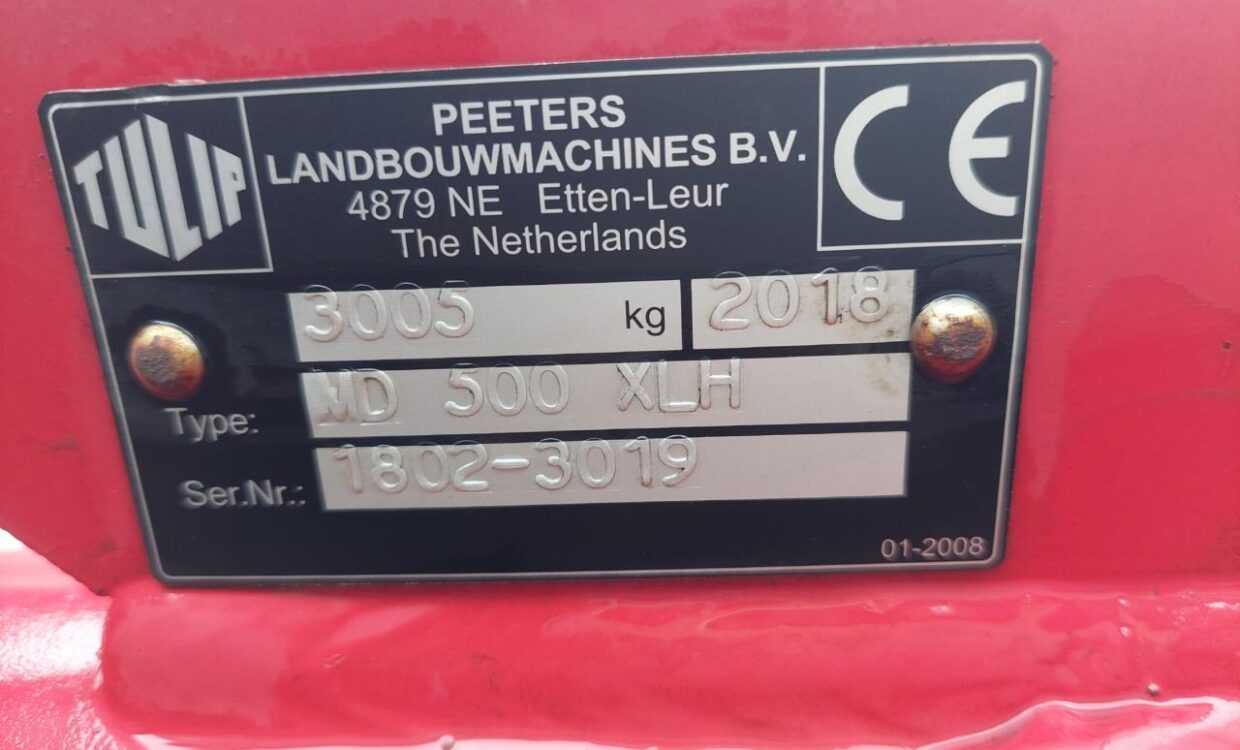 TULIP
PEETERS
LANDBOUWMACHINES B.V.
4879 NE Etten-Leur
The Netherlands
CE
3005 kg 2018
Type: MD 500 XLH
Ser.Nr.: 1802-3019
01-2008